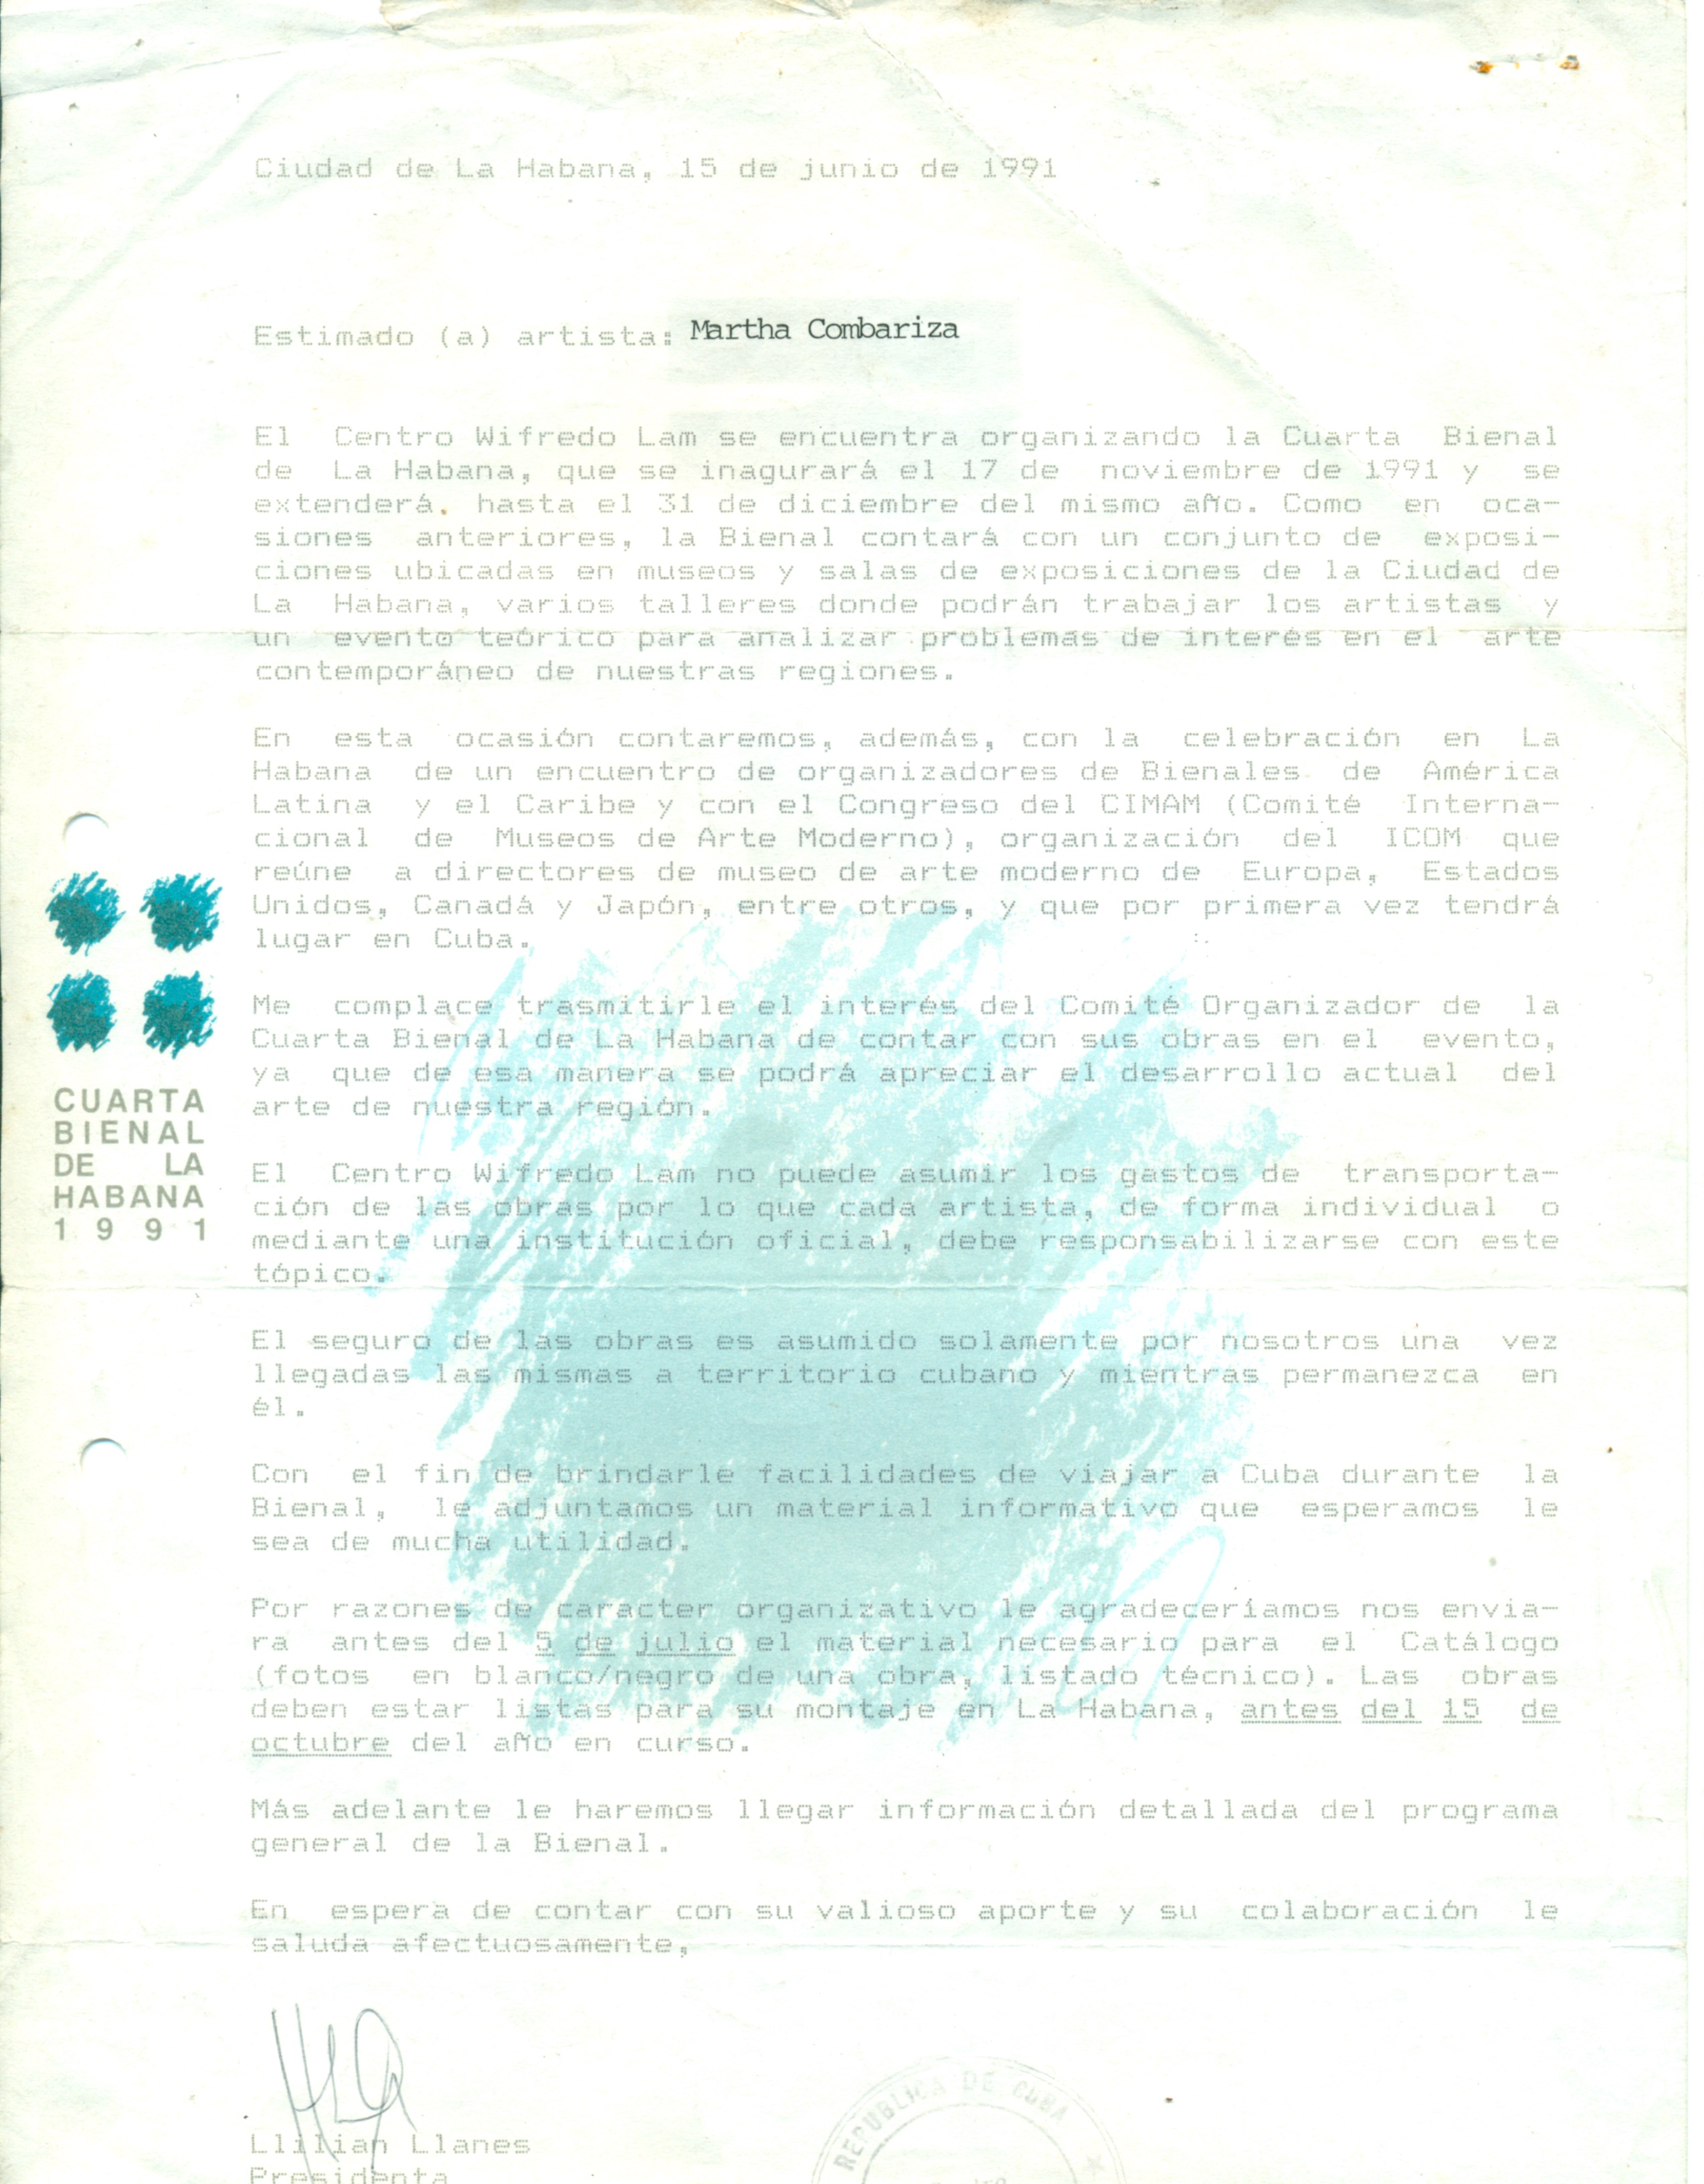 Ciudad de La Habana, 15 de junio de 1991
Estimado (a) artista: Martha Combariza
El Centro Wifredo Lam se encuentra organizando la Cuarta Bienal
de La Habana, que se inagurará el 17 de noviembre de 1991 y se
extenderá. hasta el 31 de diciembre del mismo año. Como en oca-
siones anteriores, la Bienal contará con un conjunto de exposi-
ciones ubicadas en museos y salas de exposiciones de la Ciudad de
La Habana, varios talleres donde podrán trabajar los artistas y
un evento teórico para analizar problemas de interés en el arte
contemporáneo de nuestras regiones.
En esta ocasión contaremos, además, con la celebración en La
Habana de un encuentro de organizadores de Bienales de América
Latina y el Caribe y con el Congreso del CIMAM (Comité Interna-
cional de Museos de Arte Moderno), organización del ICOM que
reúne a directores de museo de arte moderno de Europa, Estados
Unidos, Canadá y Japón, entre otros, y que por primera vez tendrá
lugar en Cuba.
Me complace trasmitirle el interés del Comité Organizador de la
Cuarta Bienal de La Habana de contar con sus obras en el evento,
ya que de esa manera se podrá apreciar el desarrollo actual del
arte de nuestra región.
CUARTA
BIENAL
DE LA
HABANA
1991
El Centro Wifredo Lam no puede asumir los gastos de transporta-
ción de las obras por lo que cada artista, de forma individual o
mediante una institución oficial, debe responsabilizarse con este
tópico.
El seguro de las obras es asumido solamente por nosotros una vez
llegadas las mismas a territorio cubano y mientras permanezca en
él.
Con el fin de brindarle facilidades de viajar a Cuba durante la
Bienal, le adjuntamos un material informativo que esperamos le
sea de mucha utilidad.
Por razones de caracter organizativo le agradeceríamos nos envia-
ra antes del 5 de julio el material necesario para el Catálogo
(fotos en blanco/negro de una obra, listado técnico). Las obras
deben estar listas para su montaje en La Habana, antes del 15 de
octubre del año en curso.
Más adelante le haremos llegar información detallada del programa
general de la Bienal.
En espera de contar con su valioso aporte y su colaboración le
saluda afectuosamente,
Llilian Llanes
Presidenta
REPUBLICA DE CUBA